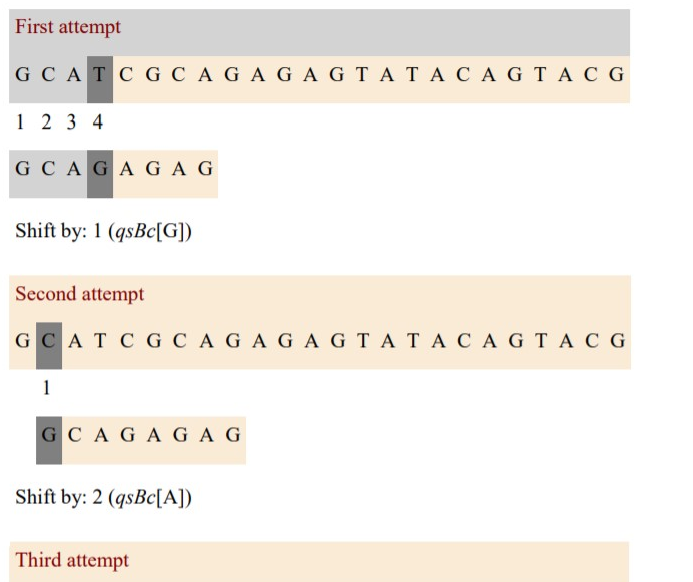 First attempt
G C A T C G C A G A G A G T A T A C A G T A C G
1 2 3 4
G C A G A G A G
Shift by: 1 (qsBc[G])
Second attempt
G C A T C G C A G A G A G T A T A C A G T A C G
1
G C A G A G A G
Shift by: 2 (qsBc[A])
Third attempt